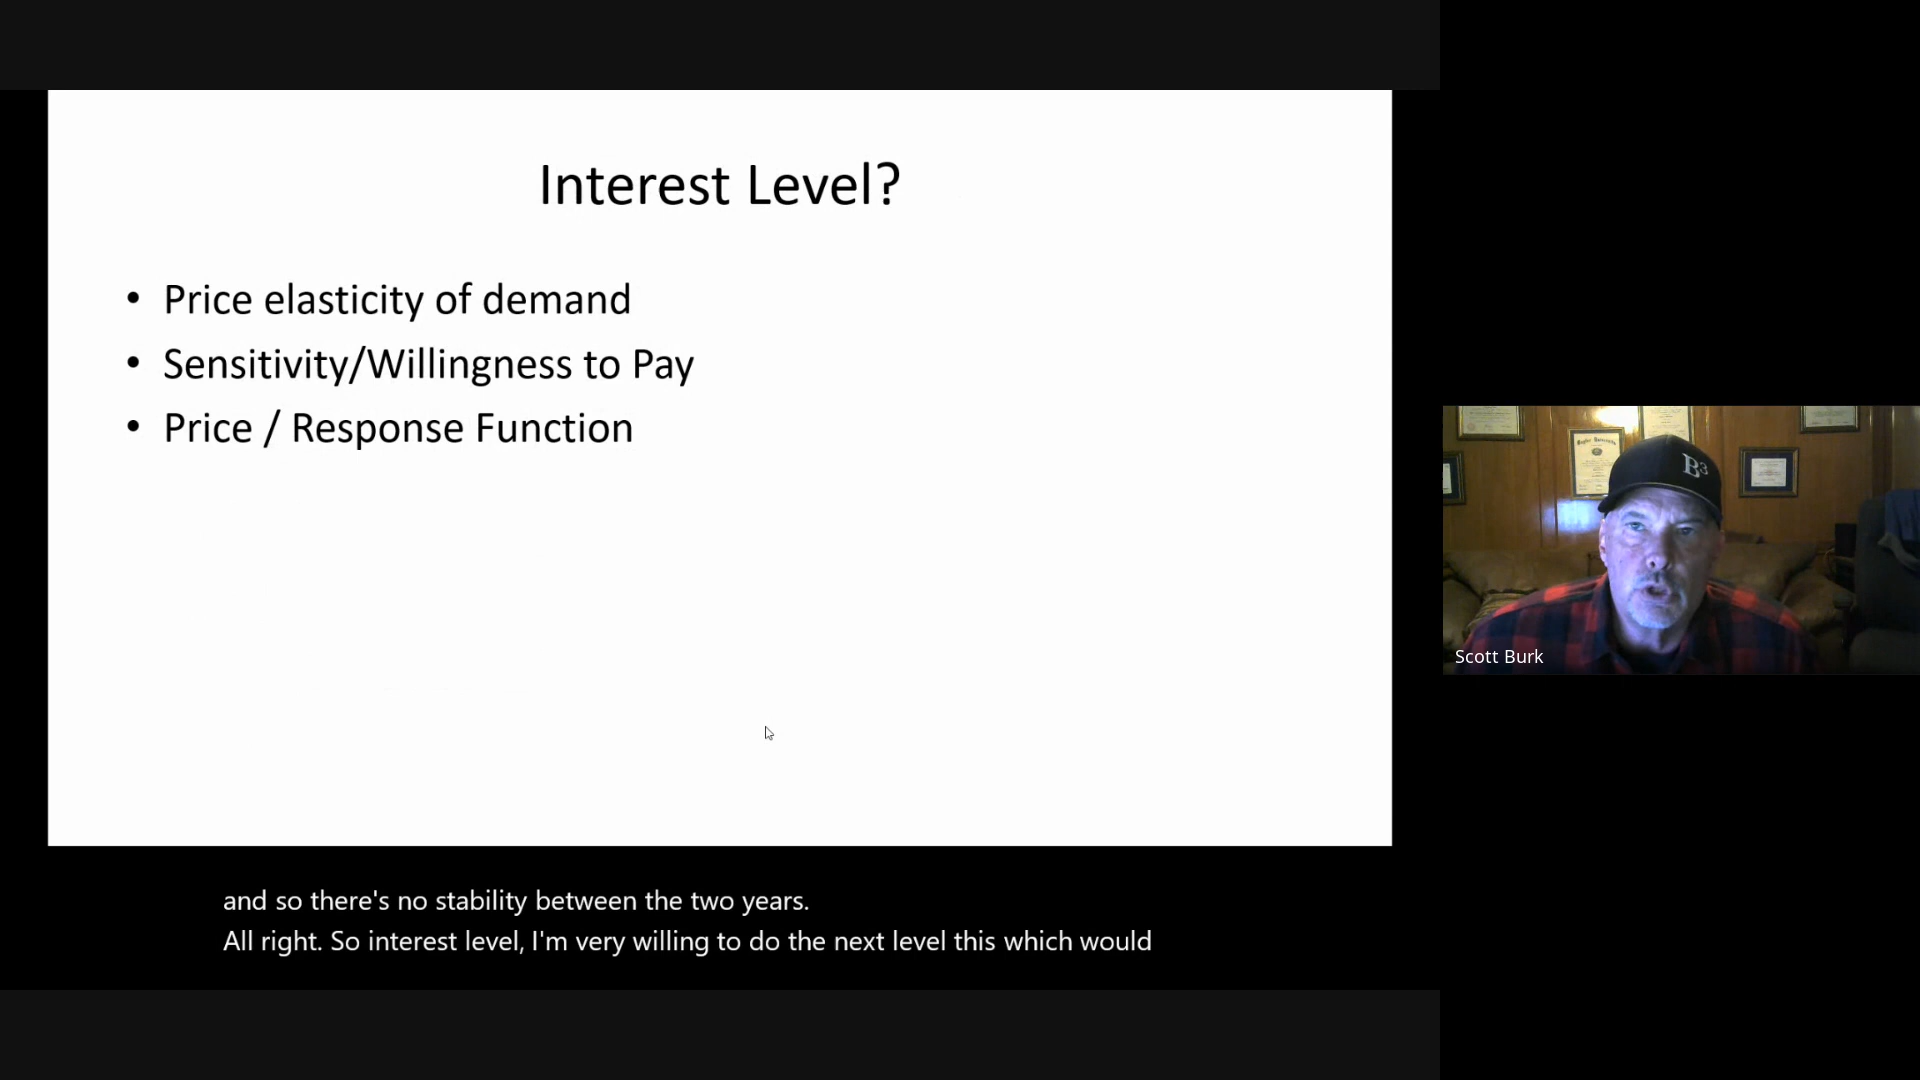 Interest Level?
• Price elasticity of demand
• Sensitivity/Willingness to Pay
• Price / Response Function
B3
Scott Burk
and so there's no stability between the two years.
All right. So interest level, I'm very willing to do the next level this which would